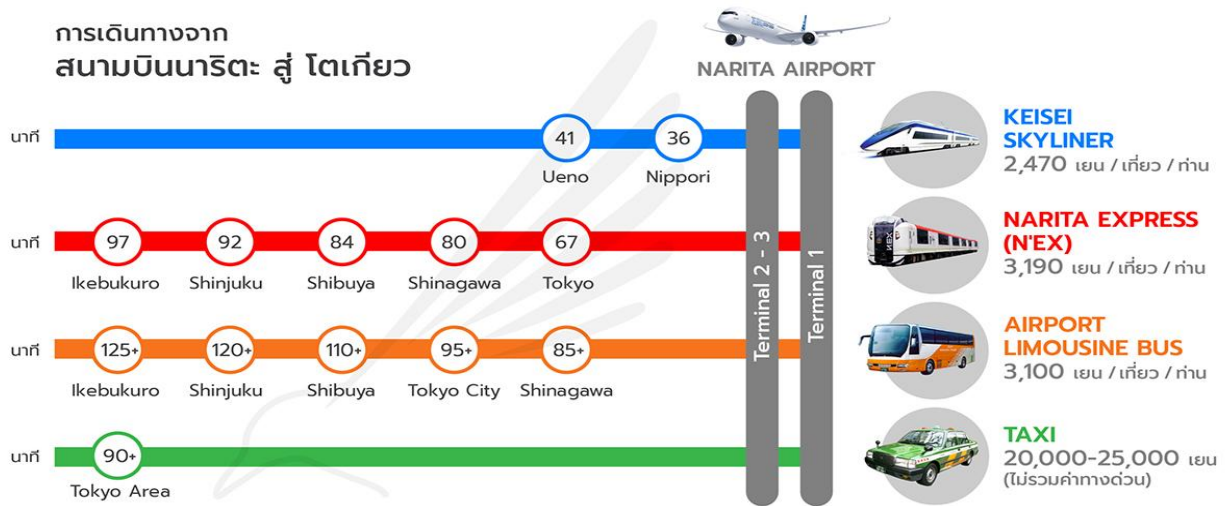 การเดินทางจาก
สนามบินนาริตะ สู่ โตเกียว
NARITA AIRPORT
นาที
41
36
Ueno
Nippori
KEISEI
SKYLINER
2,470 เยน / เที่ยว / ท่าน
นาที
97
92
84
80
67
Ikebukuro
Shinjuku
Shibuya
Shinagawa
Tokyo
NARITA EXPRESS
(N'EX)
3,190 เยน / เที่ยว / ท่าน
นาที
125+
120+
110+
95+
85+
Ikebukuro
Shinjuku
Shibuya
Tokyo City
Shinagawa
AIRPORT
LIMOUSINE BUS
3,100 เยน / เที่ยว / ท่าน
นาที
90+
Tokyo Area
TAXI
20,000-25,000 เยน
(ไม่รวมค่าทางด่วน)
Terminal 2 - 3
Terminal 1
NEX